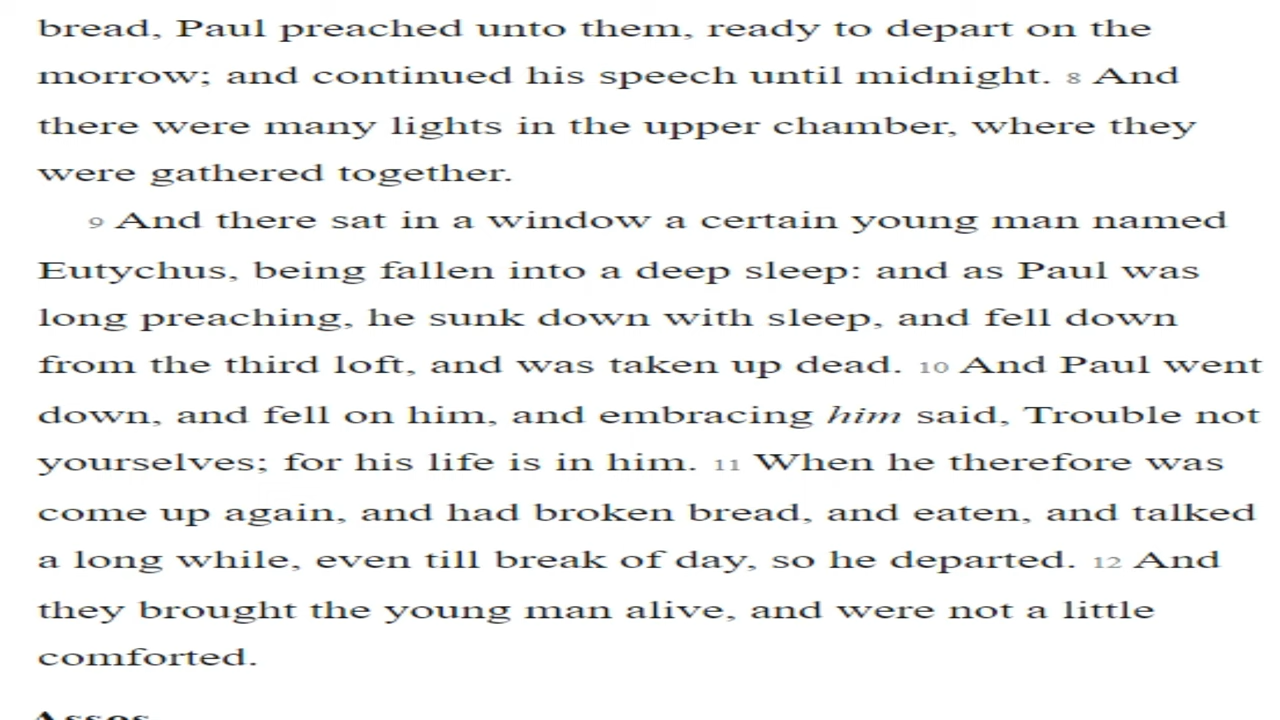 bread, Paul preached unto them, ready to depart on the
morrow; and continued his speech until midnight. 8 And
there were many lights in the upper chamber, where they
were gathered together.
9 And there sat in a window a certain young man named
Eutychus, being fallen into a deep sleep: and as Paul was
long preaching, he sunk down with sleep, and fell down
from the third loft, and was taken up dead. 10 And Paul went
down, and fell on him, and embracing him said, Trouble not
yourselves; for his life is in him. 11 When he therefore was
come up again, and had broken bread, and eaten, and talked
a long while, even till break of day, so he departed. 12 And
they brought the young man alive, and were not a little
comforted.
Assos